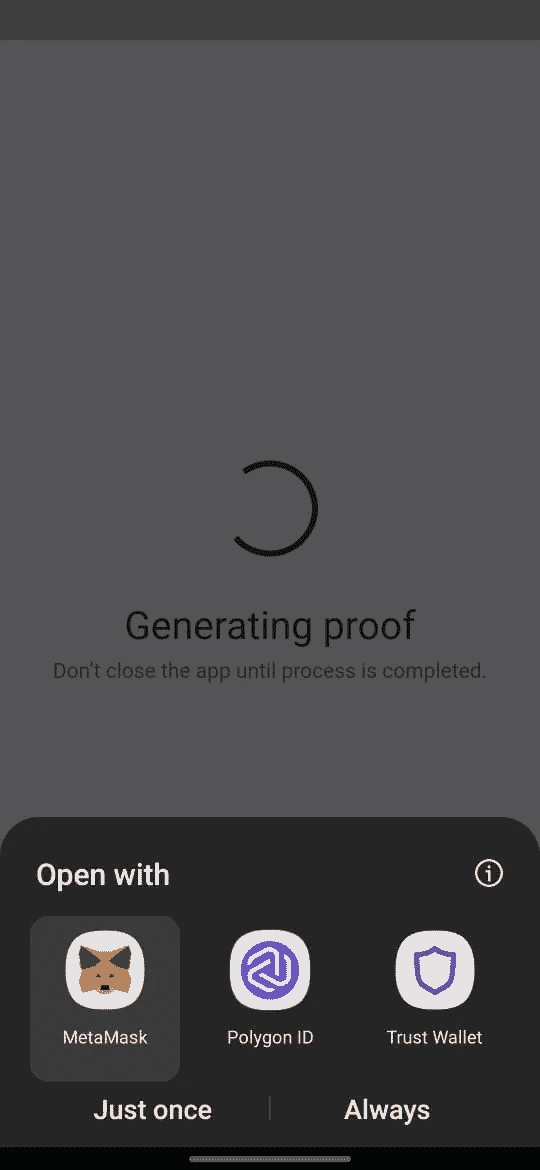 Generating proof
Don't close the app until process is completed.
Open with
MetaMask
Polygon ID
Trust Wallet
Just once
Always